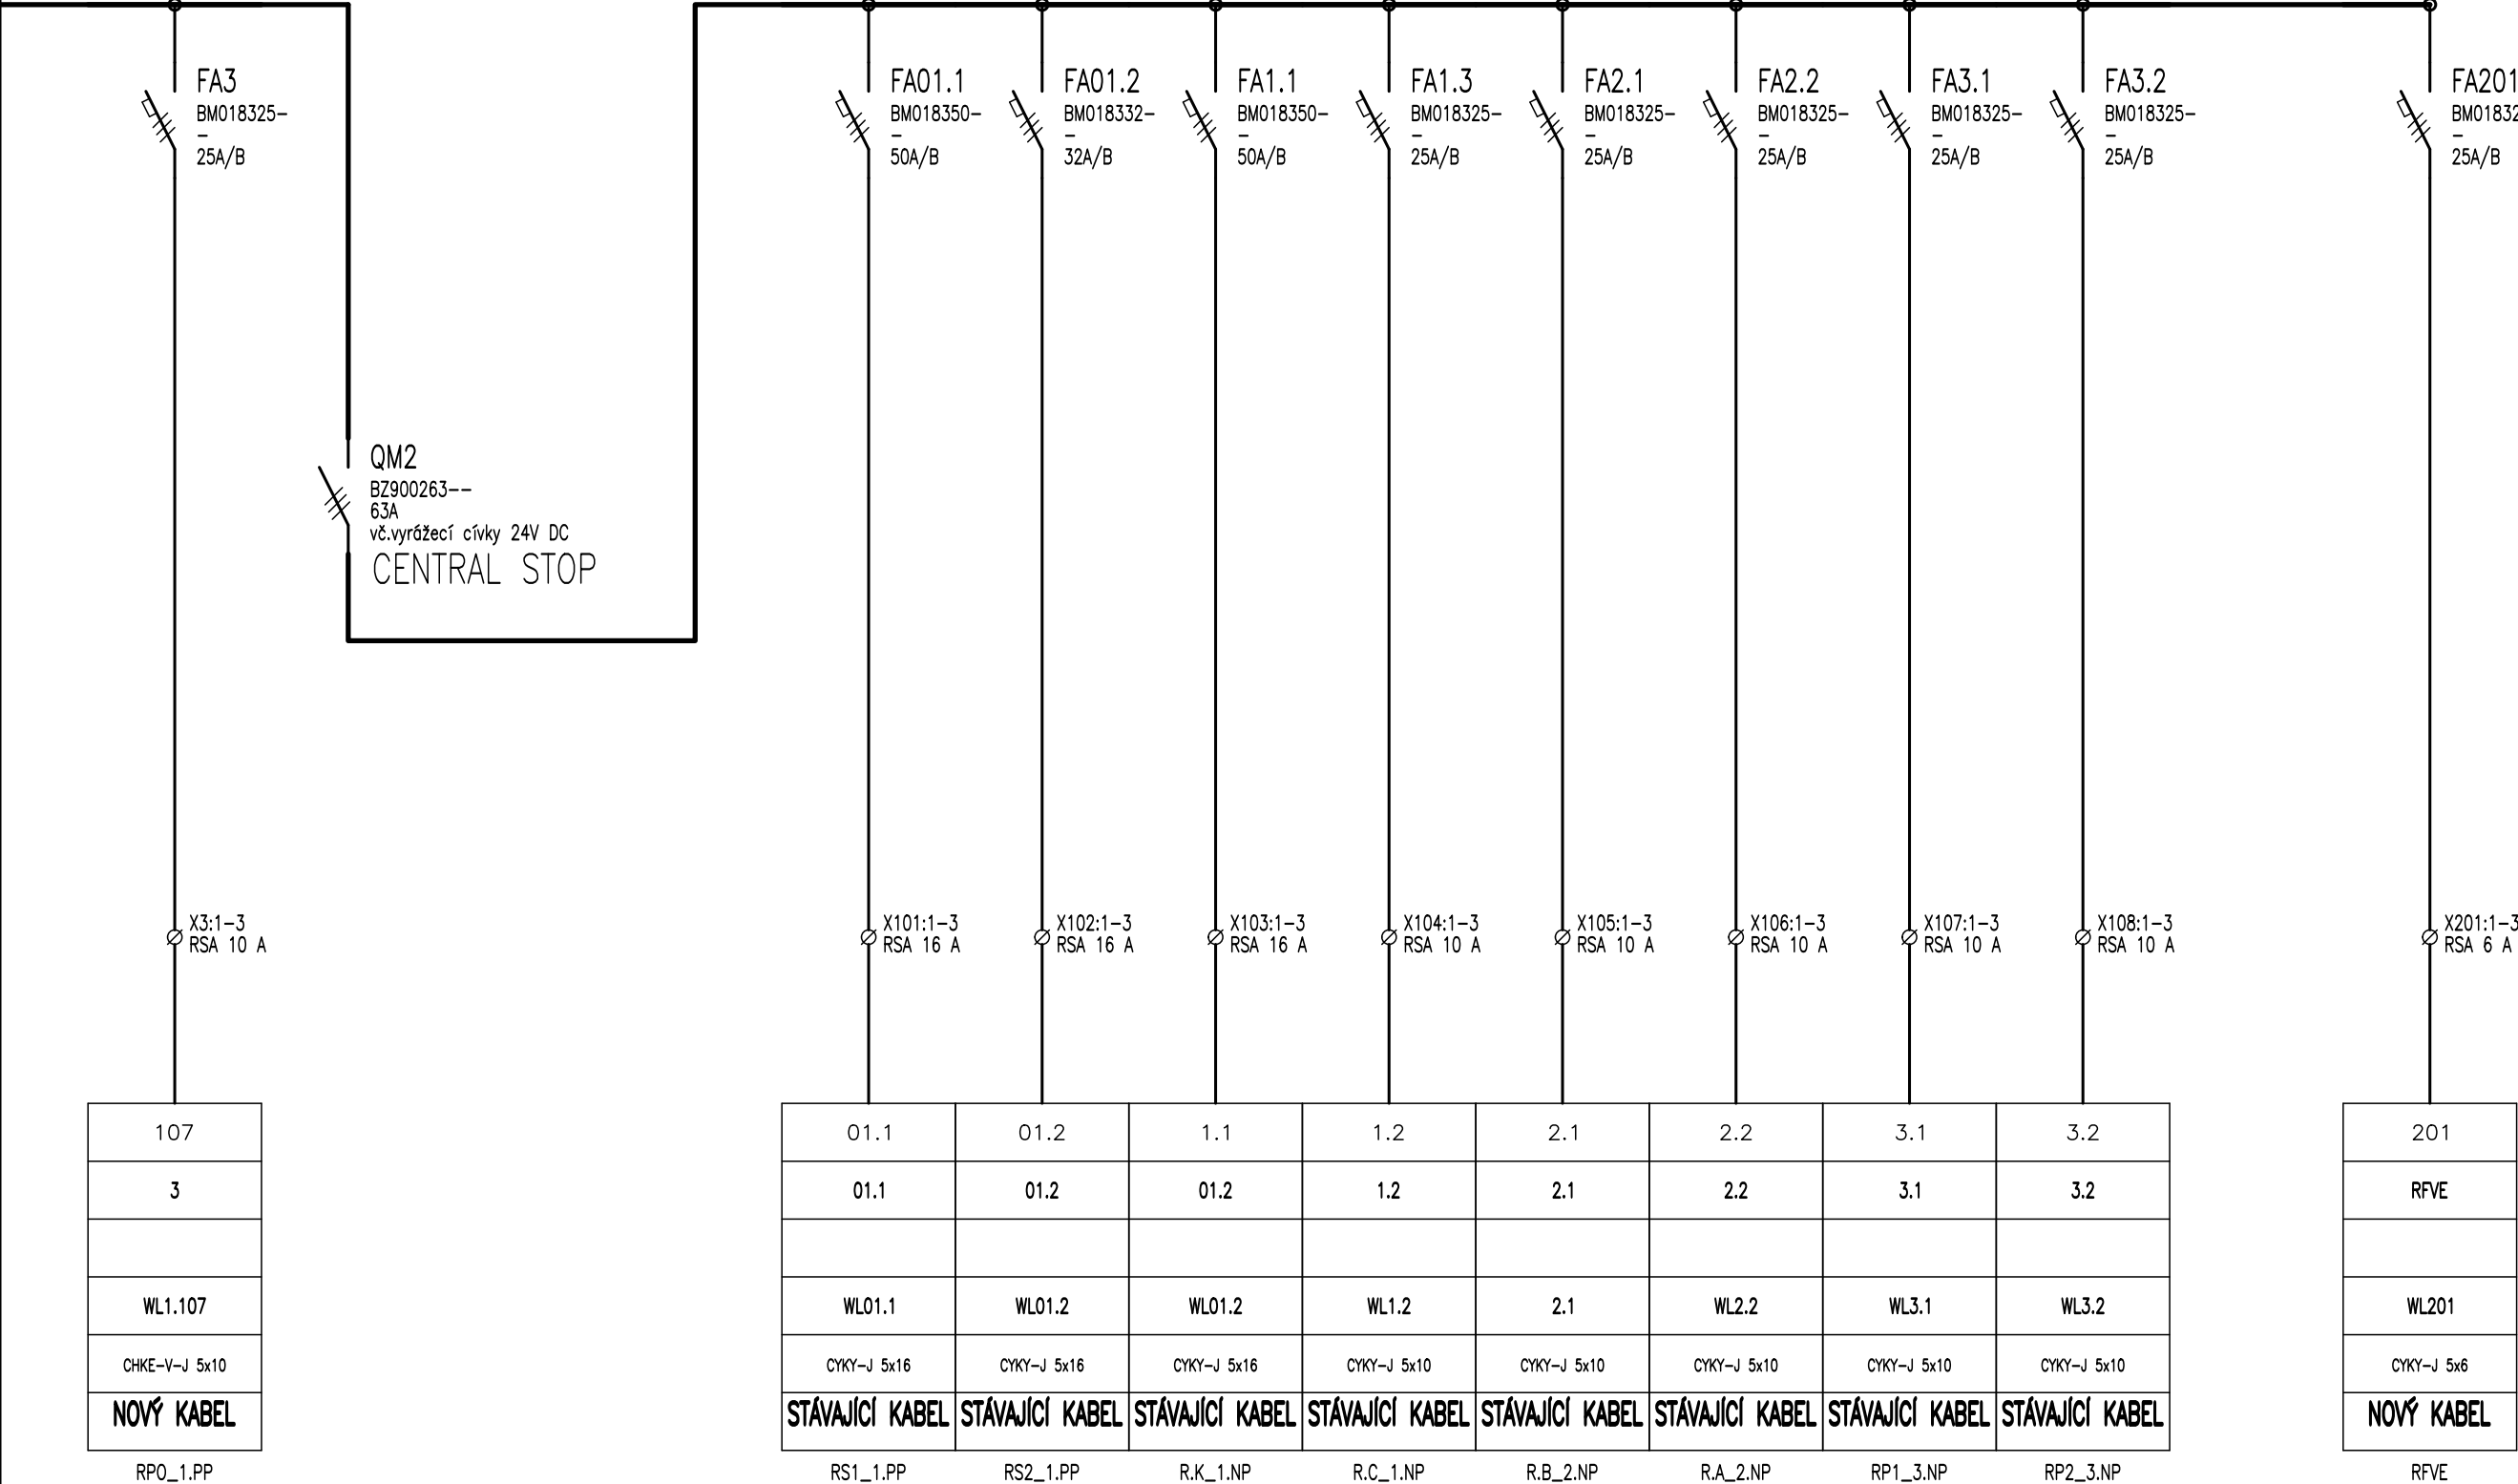 FA3
BM018325-
-
25A/B
QM2
BZ900263--
63A
vč.vyrážecí cívky 24V DC
CENTRAL STOP
FA01.1
BM018350-
-
50A/B
FA01.2
BM018332-
-
32A/B
FA1.1
BM018350-
-
50A/B
FA1.3
BM018325-
-
25A/B
FA2.1
BM018325-
-
25A/B
FA2.2
BM018325-
-
25A/B
FA3.1
BM018325-
-
25A/B
FA3.2
BM018325-
-
25A/B
FA201
BM01832
-
25A/B
X3:1-3
RSA 10 A
X101:1-3
RSA 16 A
X102:1-3
RSA 16 A
X103:1-3
RSA 16 A
X104:1-3
RSA 10 A
X105:1-3
RSA 10 A
X106:1-3
RSA 10 A
X107:1-3
RSA 10 A
X108:1-3
RSA 10 A
X201:1-3
RSA 6 A
107 01.1 01.2 1.1 1.2 2.1 2.2 3.1 3.2 201
3 01.1 01.2 01.2 1.2 2.1 2.2 3.1 3.2 RFVE
WL1.107 WL01.1 WL01.2 WL01.2 WL1.2 2.1 WL2.2 WL3.1 WL3.2 WL201
CHKE-V-J 5x10 CYKY-J 5x16 CYKY-J 5x16 CYKY-J 5x16 CYKY-J 5x10 CYKY-J 5x10 CYKY-J 5x10 CYKY-J 5x10 CYKY-J 5x10 CYKY-J 5x6
NOVÝ KABEL STÁVAJÍCÍ KABEL STÁVAJÍCÍ KABEL STÁVAJÍCÍ KABEL STÁVAJÍCÍ KABEL STÁVAJÍCÍ KABEL STÁVAJÍCÍ KABEL STÁVAJÍCÍ KABEL STÁVAJÍCÍ KABEL NOVÝ KABEL
RPO_1.PP RS1_1.PP RS2_1.PP R.K_1.NP R.C_1.NP R.B_2.NP R.A_2.NP RP1_3.NP RP2_3.NP RFVE